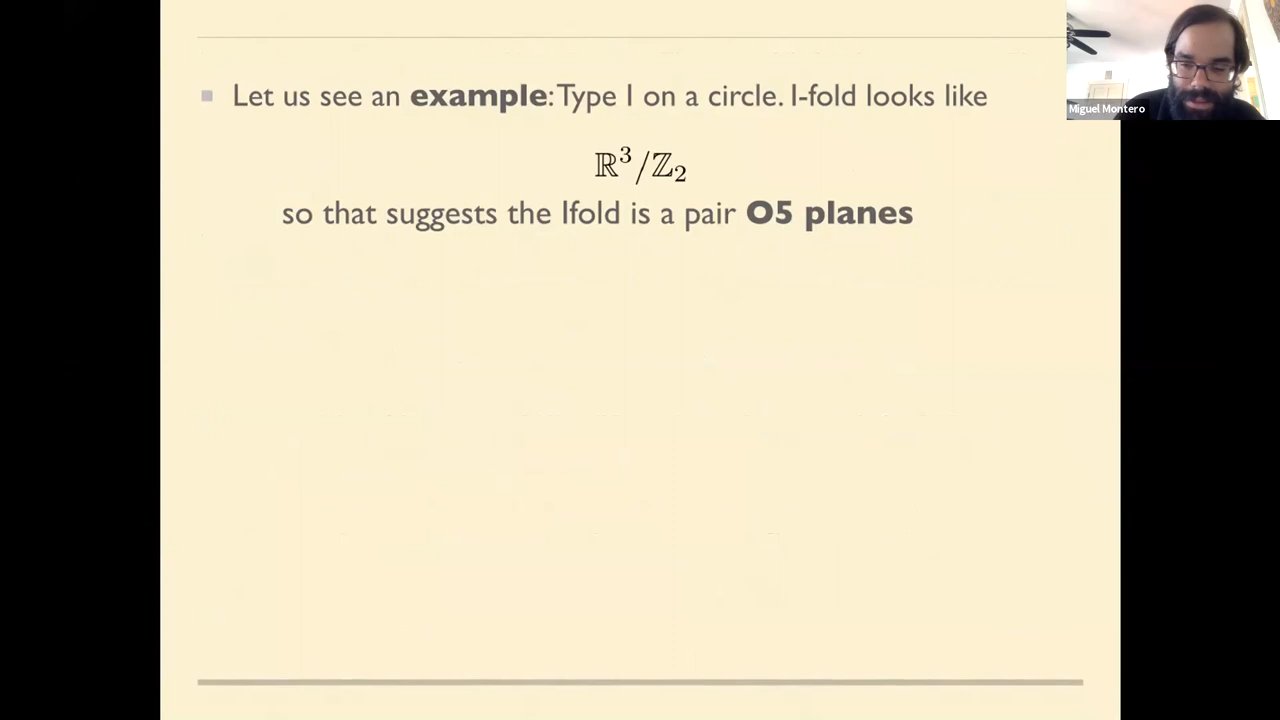 Let us see an example: Type I on a circle. I-fold looks like
ℝ³/ℤ₂
so that suggests the Ifold is a pair O5 planes
Miguel Montero